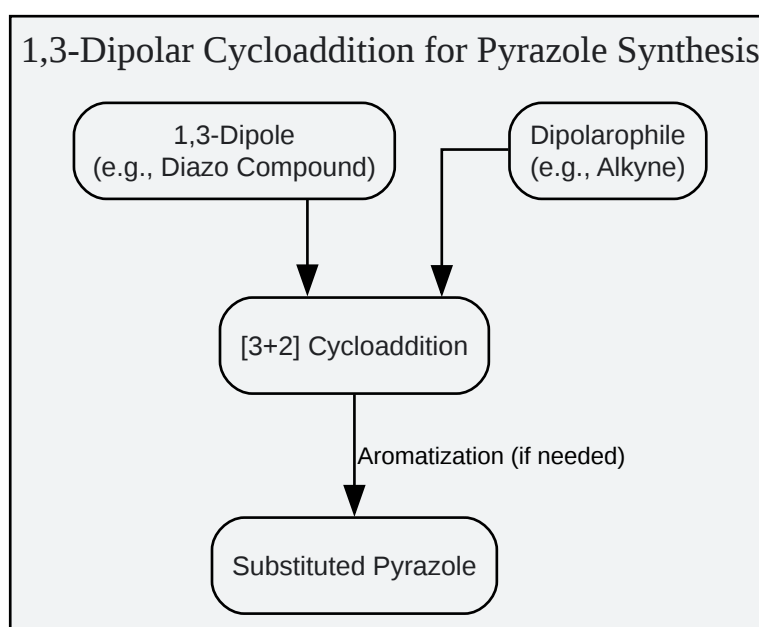 1,3-Dipolar Cycloaddition for Pyrazole Synthesis
1,3-Dipole
(e.g., Diazo Compound)
Dipolarophile
(e.g., Alkyne)
[3+2] Cycloaddition
Aromatization (if needed)
Substituted Pyrazole